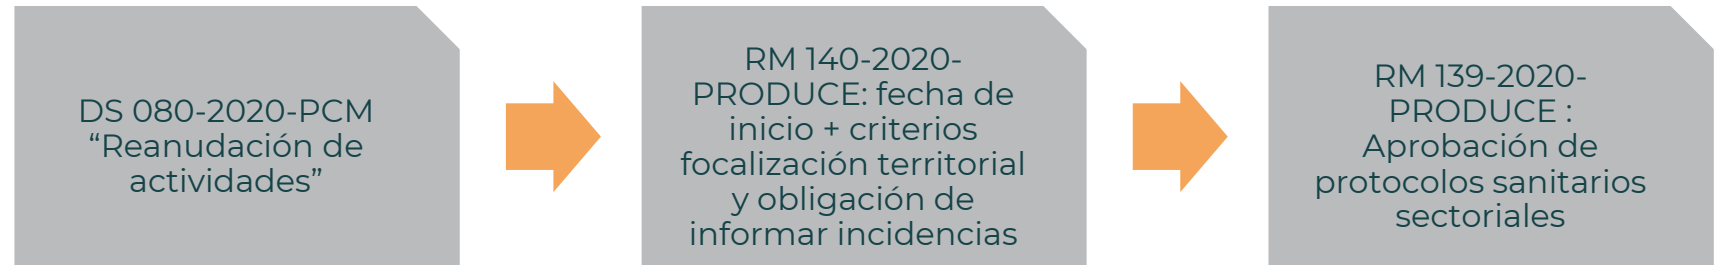 DS 080-2020-PCM
“Reanudación de
actividades”
RM 140-2020-
PRODUCE: fecha de
inicio + criterios
focalización territorial
y obligación de
informar incidencias
RM 139-2020-
PRODUCE :
Aprobación de
protocolos sanitarios
sectoriales